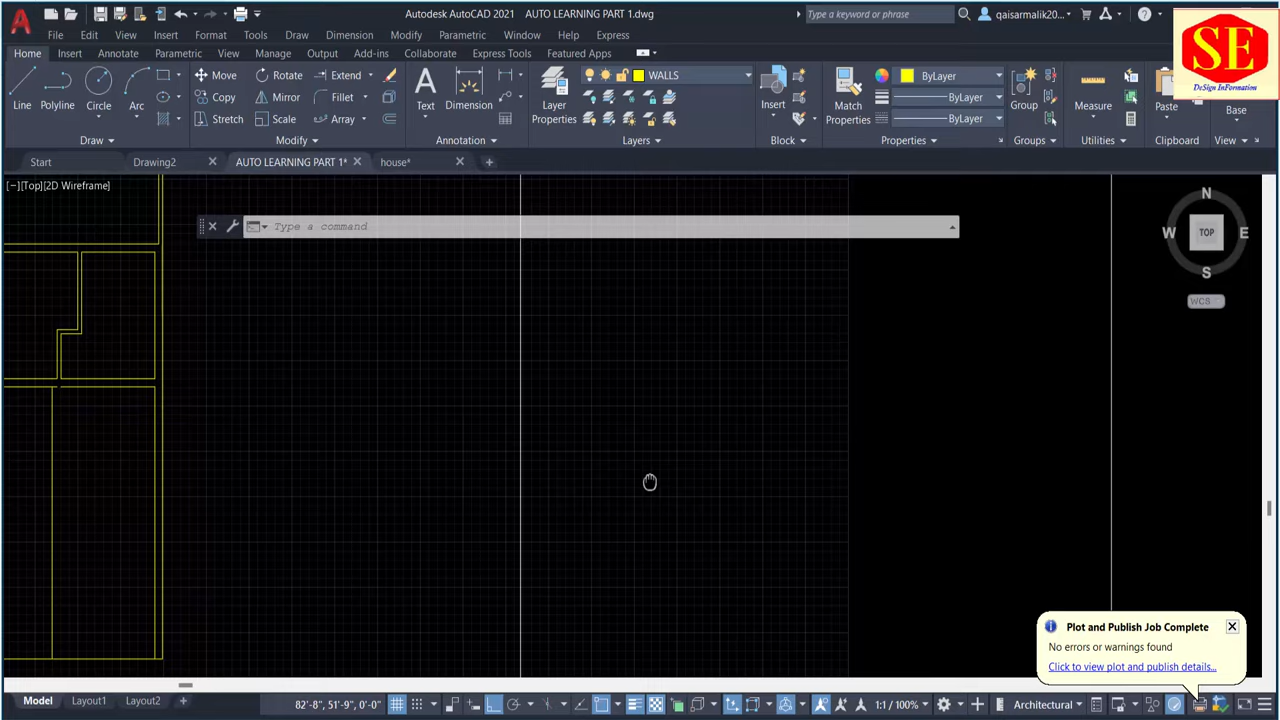 Autodesk AutoCAD 2021 AUTO LEARNING PART 1.dwg
Type a keyword or phrase
qaisarmalik20...
SE
DeSign InFormation
File Edit View Insert Format Tools Draw Dimension Modify Parametric Window Help Express
Home Insert Annotate Parametric View Manage Output Add-ins Collaborate Express Tools Featured Apps
Line Polyline Circle Arc
Move Rotate Extend
Copy Mirror Fillet
Stretch Scale Array
Text Dimension
Layer Properties
WALLS
Insert
Match Properties
ByLayer
ByLayer
ByLayer
Group
Measure
Paste
Base
Draw Modify Annotation Layers Block Properties Groups Utilities Clipboard View
Start Drawing2 AUTO LEARNING PART 1* house*
[−][Top][2D Wireframe]
Type a command
N
W TOP E
S
WCS
Plot and Publish Job Complete
No errors or warnings found
Click to view plot and publish details...
Model Layout1 Layout2
82'-8", 51'-9", 0'-0" 1:1 / 100% Architectural